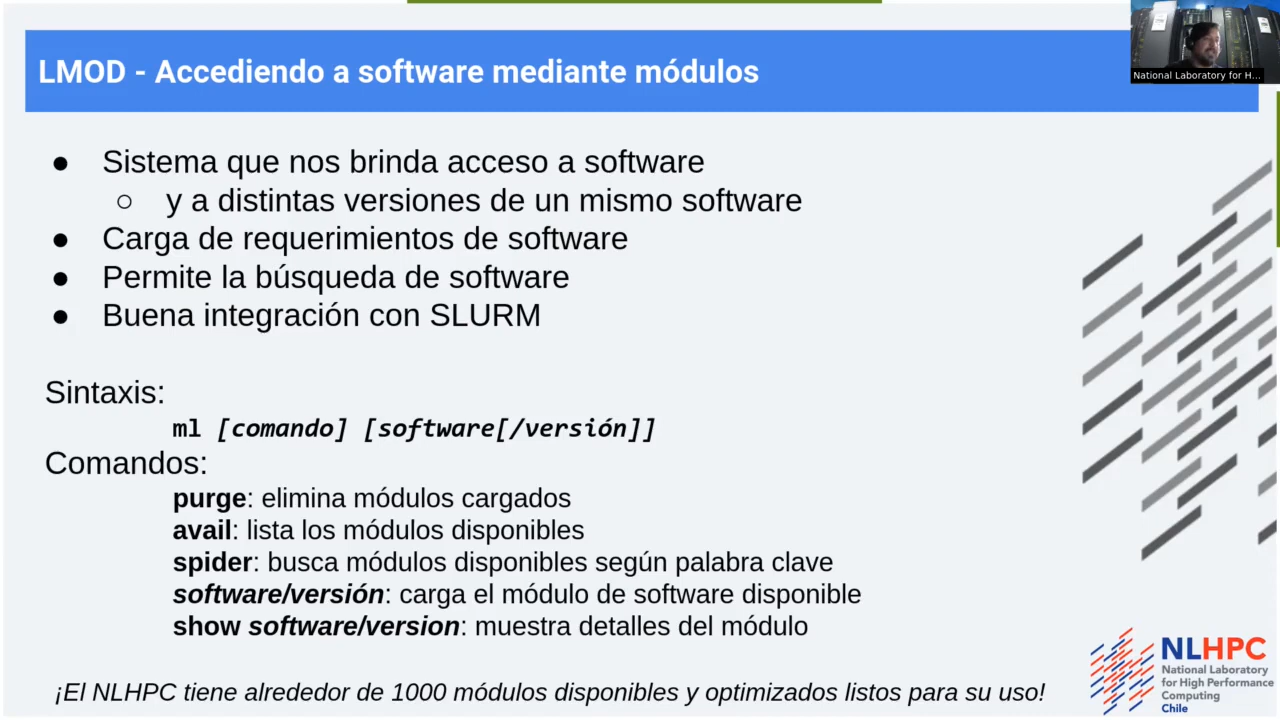 LMOD - Accediendo a software mediante módulos
National Laboratory for H...
● Sistema que nos brinda acceso a software
○ y a distintas versiones de un mismo software
● Carga de requerimientos de software
● Permite la búsqueda de software
● Buena integración con SLURM
Sintaxis:
ml [comando] [software[/versión]]
Comandos:
purge: elimina módulos cargados
avail: lista los módulos disponibles
spider: busca módulos disponibles según palabra clave
software/versión: carga el módulo de software disponible
show software/version: muestra detalles del módulo
¡El NLHPC tiene alrededor de 1000 módulos disponibles y optimizados listos para su uso!
NLHPC
National Laboratory
for High Performance
Computing
Chile